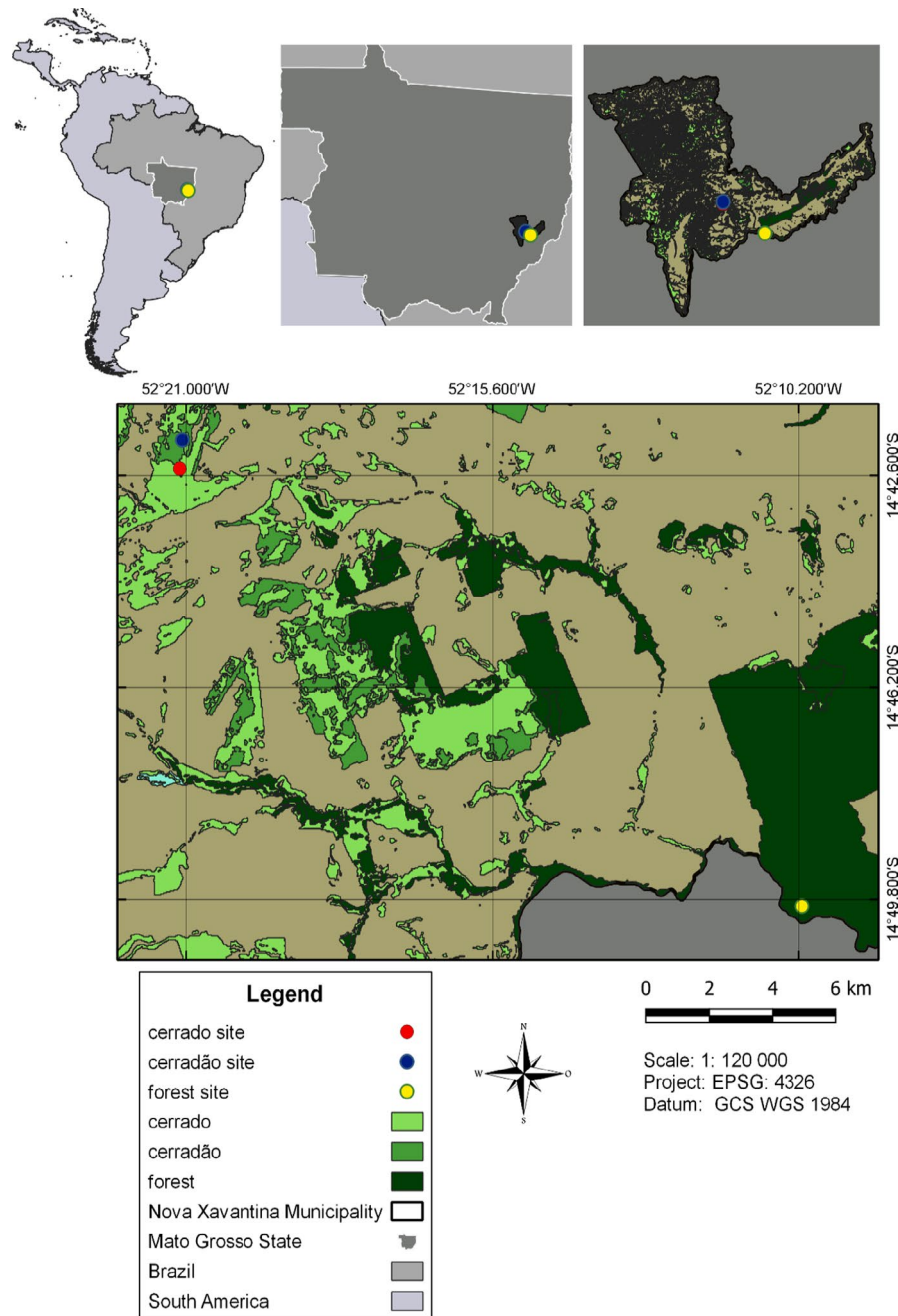 52°21.000'W 52°15.600'W 52°10.200'W
14°42.600'S
14°46.200'S
14°49.800'S
Legend
cerrado site
cerradão site
forest site
cerrado
cerradão
forest
Nova Xavantina Municipality
Mato Grosso State
Brazil
South America
N
W O
S
0 2 4 6 km
Scale: 1: 120 000
Project: EPSG: 4326
Datum: GCS WGS 1984